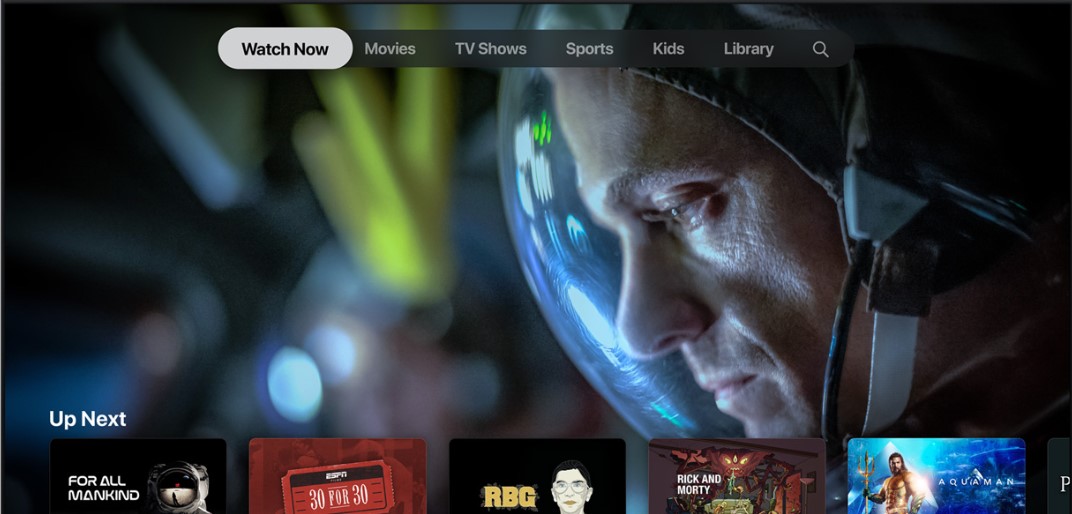 Watch Now
Movies
TV Shows
Sports
Kids
Library
Up Next
FOR ALL
MANKIND
ESPN
30 FOR 30
RBG
RICK AND
MORTY
AQUAMAN
P